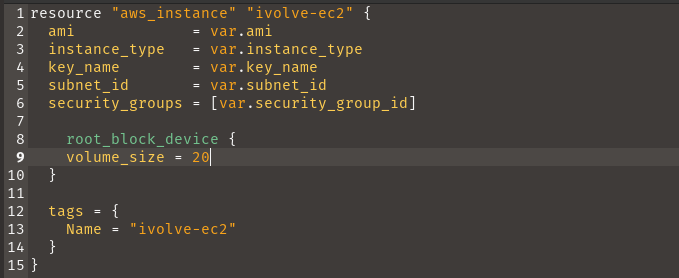 1 resource "aws_instance" "ivolve-ec2" {
2   ami             = var.ami
3   instance_type   = var.instance_type
4   key_name        = var.key_name
5   subnet_id       = var.subnet_id
6   security_groups = [var.security_group_id]
7
8     root_block_device {
9     volume_size = 20
10   }
11
12   tags = {
13     Name = "ivolve-ec2"
14   }
15 }